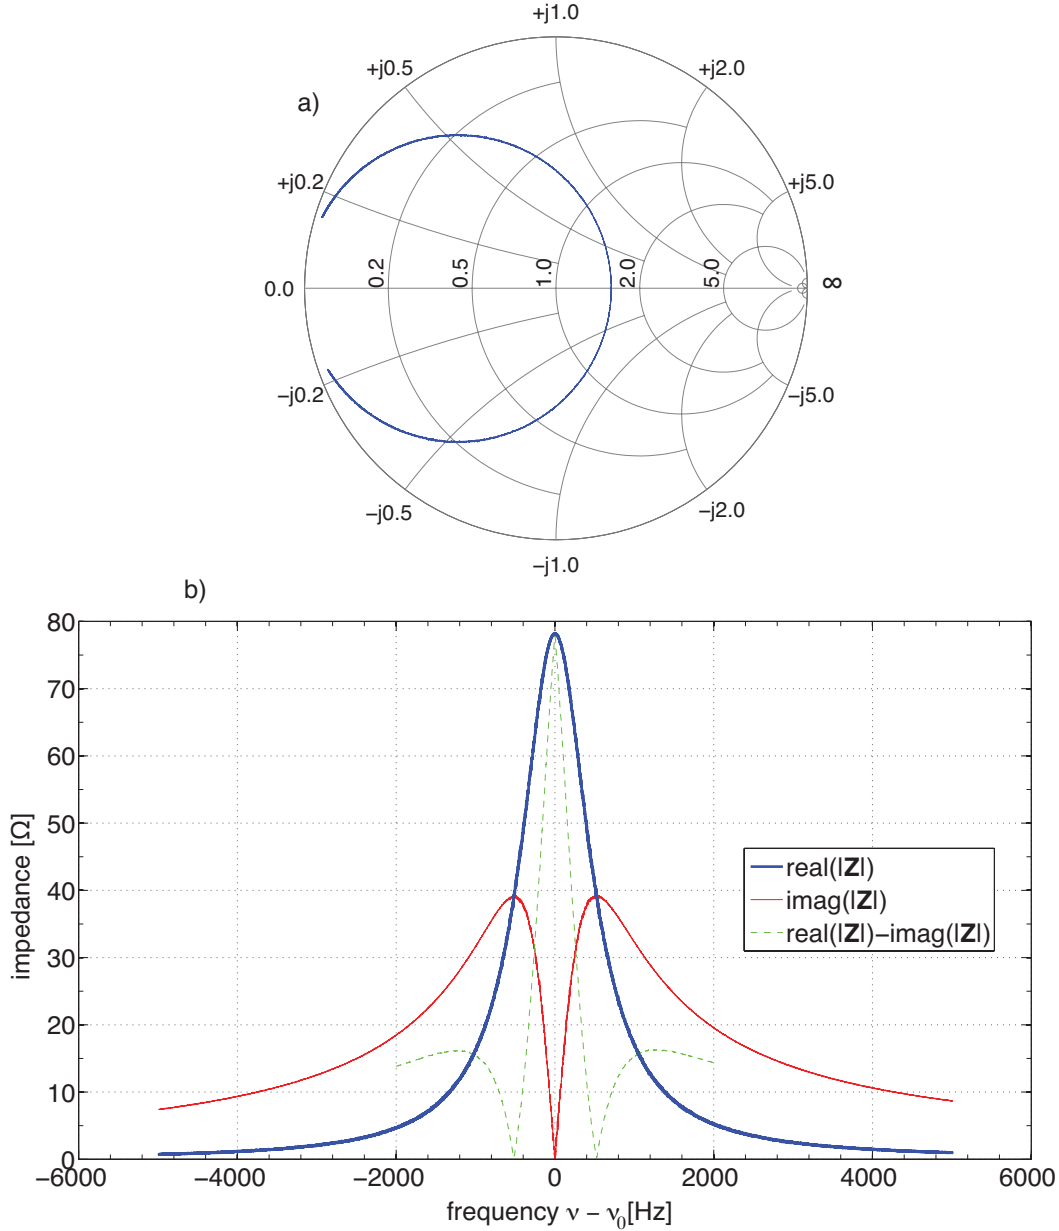 +j1.0
+j0.5
+j2.0
a)
+j0.2
+j5.0
0.0
0.2
0.5
1.0
2.0
5.0
∞
−j0.2
−j5.0
−j0.5
−j2.0
−j1.0
b)
80
70
60
50
40
30
20
10
0
impedance [Ω]
real(|Z|)
imag(|Z|)
real(|Z|)−imag(|Z|)
−6000
−4000
−2000
0
2000
4000
6000
frequency ν − ν0[Hz]